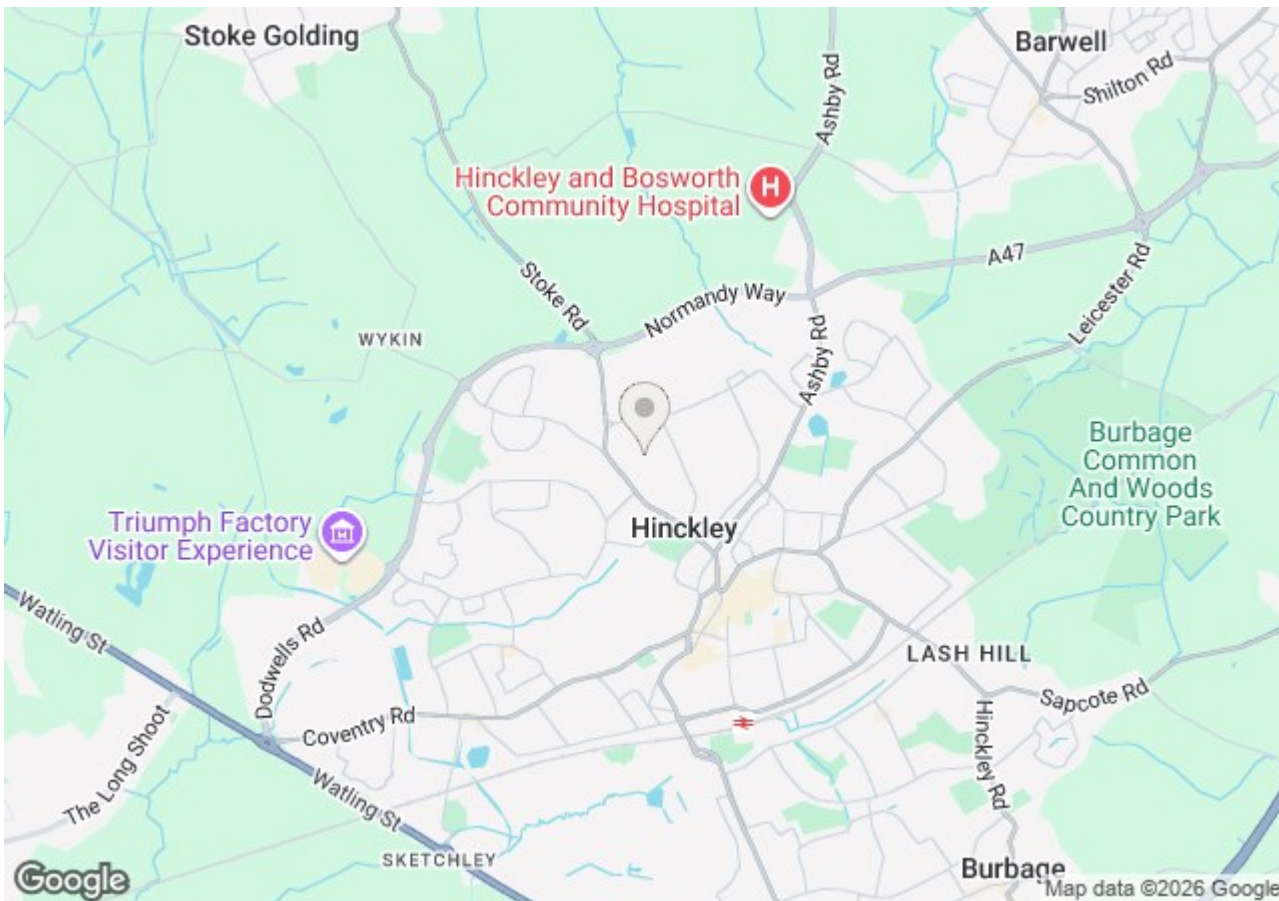 Stoke Golding
Barwell
Shilton Rd
Ashby Rd
Hinckley and Bosworth
Community Hospital
H
A47
Stoke Rd
Normandy Way
Leicester Rd
WYKIN
Ashby Rd
Burbage
Common
And Woods
Country Park
Triumph Factory
Visitor Experience
Hinckley
Watling St
Dodwells Rd
LASH HILL
Sapcote Rd
Coventry Rd
Hinckley Rd
The Long Shoot
Watling St
SKETCHLEY
Burbage
Google
Map data ©2026 Google